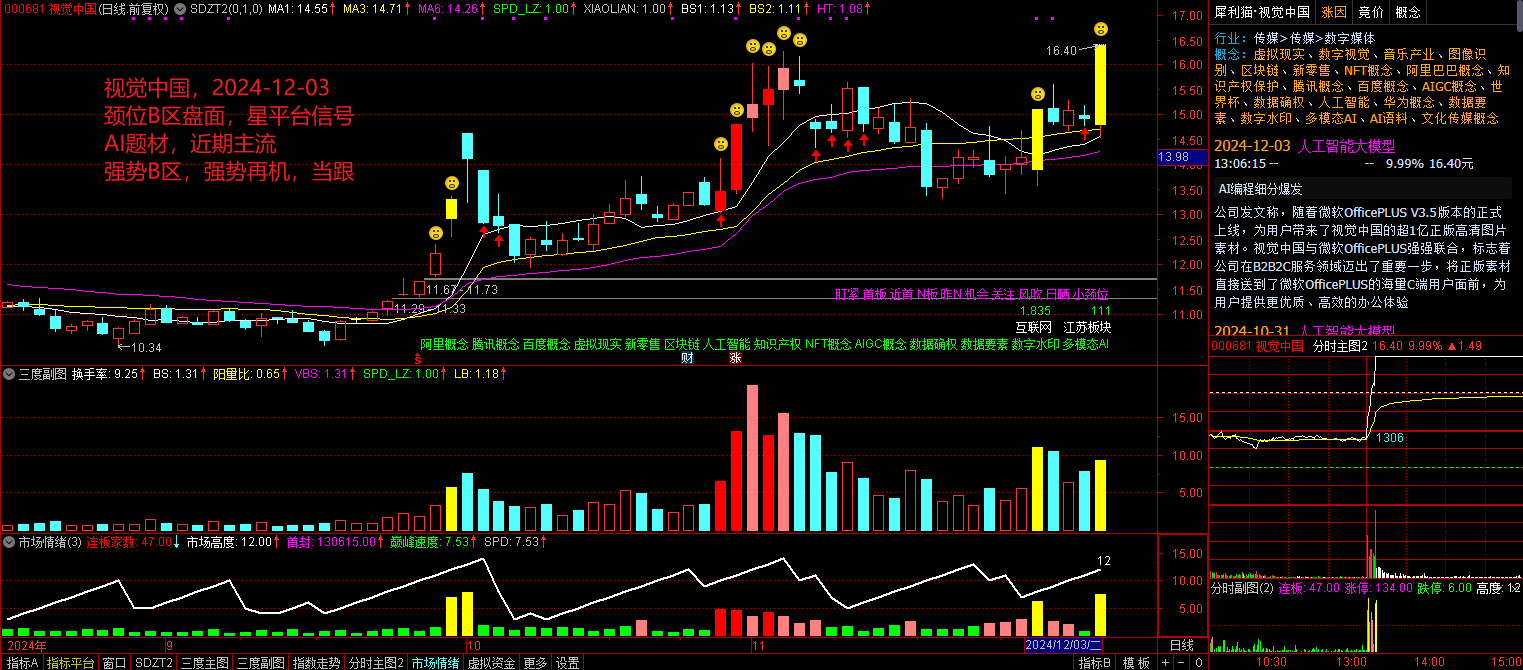 000681 视觉中国(日线.前复权) SDZT2(0,1,0) MA1: 14.55↑ MA3: 14.71↑ MA6: 14.26↑ SPD_LZ: 1.00↑ XIAOLIAN: 1.00↑ BS1: 1.13↑ BS2: 1.11↑ HT: 1.08↑
视觉中国，2024-12-03
颈位B区盘面，星平台信号
AI题材，近期主流
强势B区，强势再机，当跟
16.40
17.00
16.50
16.00
15.50
15.00
14.50
13.98
14.00
13.50
13.00
12.50
12.00
11.50
11.00
11.67--11.73
11.29--11.33
←10.34
盯紧 首板 近首 N板 昨N 机会 关注 风吹 日晒 小颈位
1.835 111
互联网 江苏板块
阿里概念 腾讯概念 百度概念 虚拟现实 新零售 区块链 人工智能 知识产权 NFT概念 AIGC概念 数据确权 数据要素 数字水印 多模态AI
财 涨
三度副图 换手率: 9.25↑ BS: 1.31↑ 阳量比: 0.65↑ VBS: 1.31↑ SPD_LZ: 1.00↑ LB: 1.18↑
15.00
10.00
5.00
市场情绪(3) 连板家数: 47.00↓ 市场高度: 12.00↑ 首封: 130615.00↑ 巅峰速度: 7.53↑ SPD: 7.53↑
12
15.00
10.00
5.00
2024年 9 10 11 2024/12/03/二 日线
指标A 指标平台 窗口 SDZT2 三度主图 三度副图 指数走势 分时主图2 市场情绪 虚拟资金 更多 设置 指标B 模板 + - O
犀利猫·视觉中国 涨因 竞价 概念
行业: 传媒>传媒>数字媒体
概念: 虚拟现实、数字视觉、音乐产业、图像识
别、区块链、新零售、NFT概念、阿里巴巴概念、知
识产权保护、腾讯概念、百度概念、AIGC概念、世
界杯、数据确权、人工智能、华为概念、数据要
素、数字水印、多模态AI、AI语料、文化传媒概念
2024-12-03 人工智能大模型
13:06:15 -- -- 9.99% 16.40元
AI编程细分爆发
公司发文称，随着微软OfficePLUS V3.5版本的正式
上线，为用户带来了视觉中国的超1亿正版高清图片
素材。视觉中国与微软OfficePLUS强强联合，标志着
公司在B2B2C服务领域迈出了重要一步，将正版素材
直接送到了微软OfficePLUS的海量C端用户面前，为
用户提供更优质、高效的办公体验
2024-10-31 人工智能大模型
000681 视觉中国 分时主图2 16.40 9.99% ▲1.49
1306
分时副图(2) 连板: 47.00 涨停: 134.00 跌停: 6.00 高度: 12
10:30 13:00 14:00 15:00